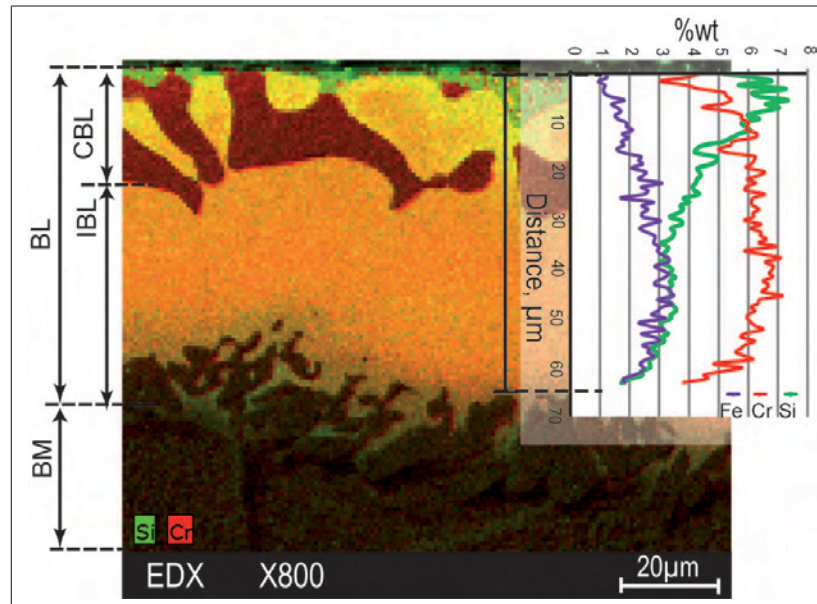 %wt
0 1 2 3 4 5 6 7 8
10
20
30
40
50
60
70
Distance, µm
Fe Cr Si
BL
CBL
IBL
BM
Si Cr
EDX X800 20µm